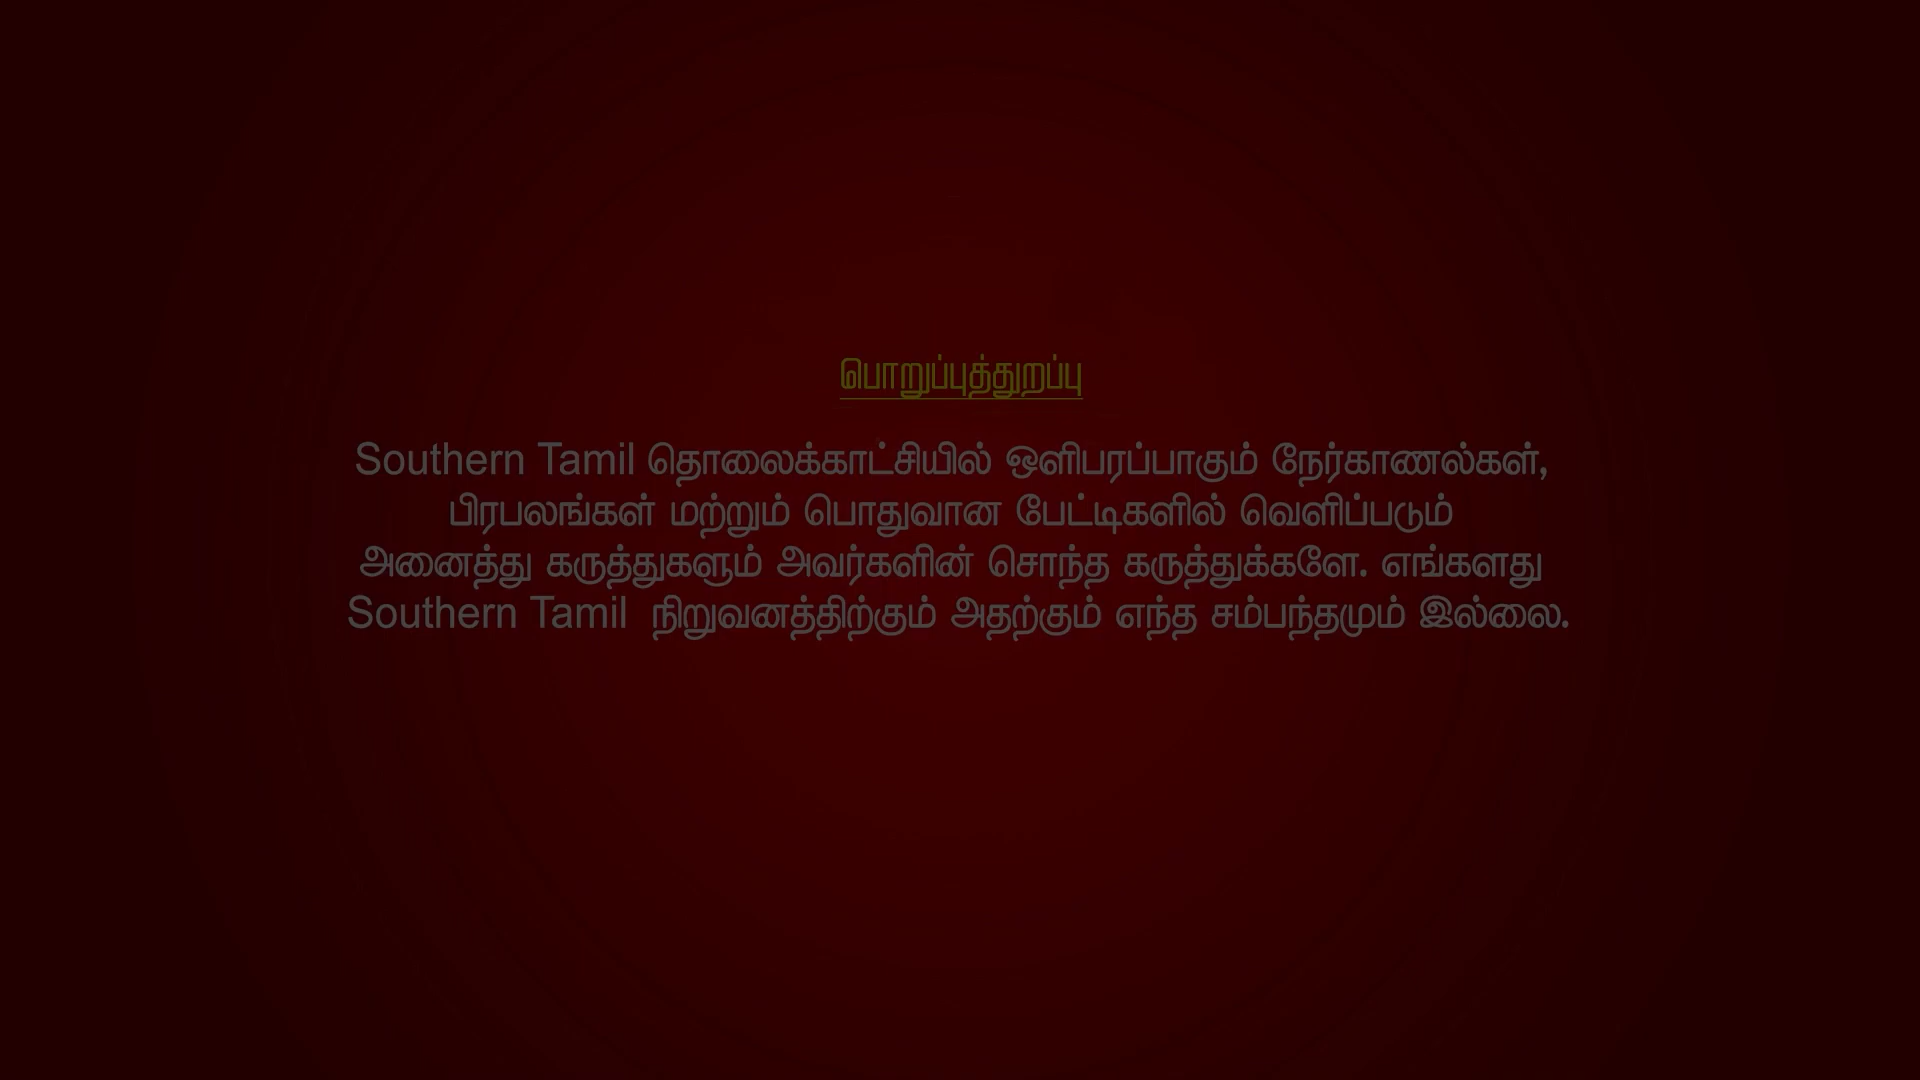 பொறுப்புத்துறப்பு
Southern Tamil தொலைக்காட்சியில் ஒளிபரப்பாகும் நேர்காணல்கள்,
பிரபலங்கள் மற்றும் பொதுவான பேட்டிகளில் வெளிப்படும்
அனைத்து கருத்துகளும் அவர்களின் சொந்த கருத்துக்களே. எங்களது
Southern Tamil நிறுவனத்திற்கும் அதற்கும் எந்த சம்பந்தமும் இல்லை.